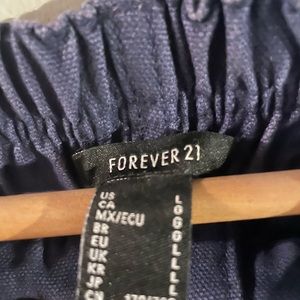 FOREVER 21
US L
CA G
MX/ECU G
BR G
EU L
UK L
KR L
JP L
CN